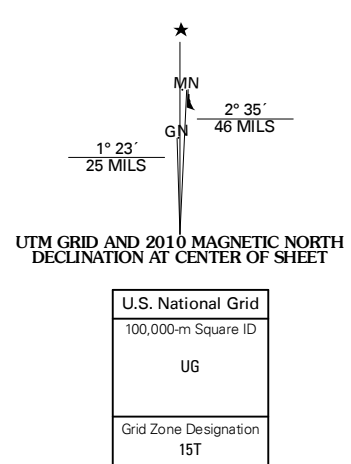 MN
2° 35´
46 MILS
GN
1° 23´
25 MILS
UTM GRID AND 2010 MAGNETIC NORTH
DECLINATION AT CENTER OF SHEET
U.S. National Grid
100,000-m Square ID
UG
Grid Zone Designation
15T